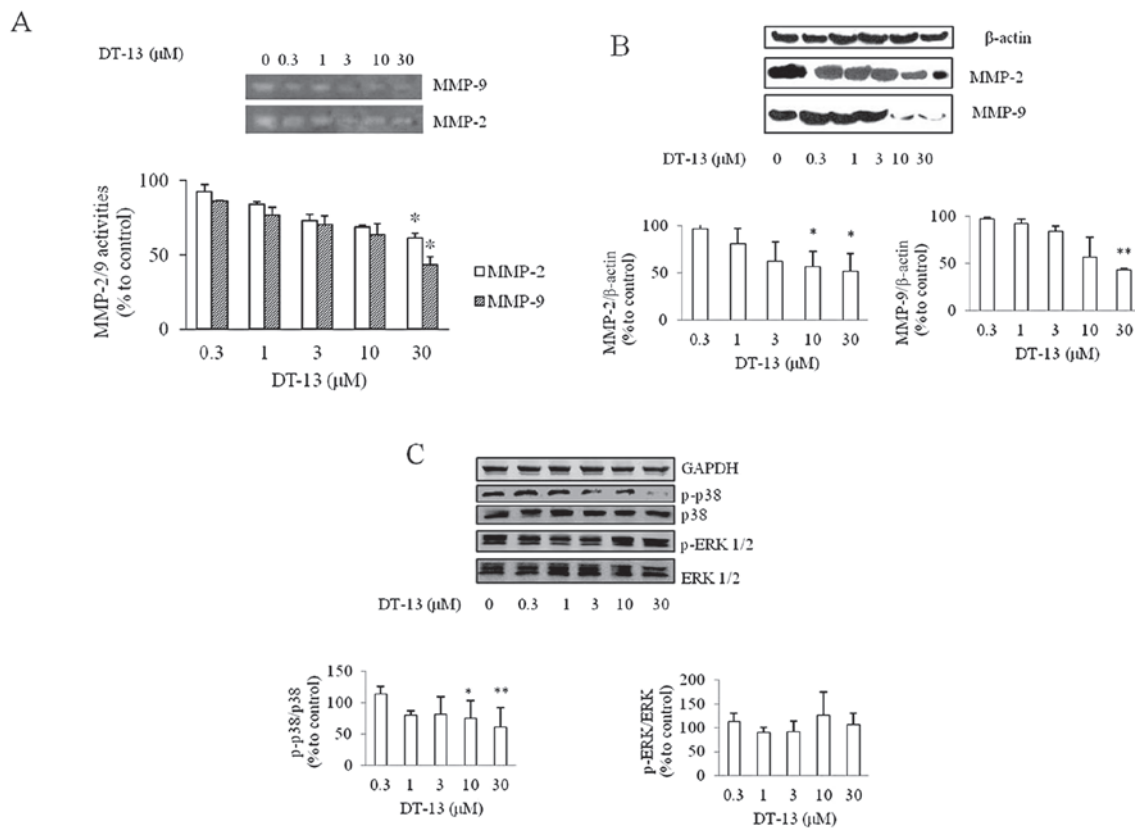 A
DT-13 (μM) 0 0.3 1 3 10 30
MMP-9
MMP-2
100
50
0
MMP-2/9 activities
(% to control)
*
*
MMP-2
MMP-9
0.3 1 3 10 30
DT-13 (μM)
B
β-actin
MMP-2
MMP-9
DT-13 (μM) 0 0.3 1 3 10 30
100
50
0
MMP-2/β-actin
(% to control)
* *
0.3 1 3 10 30
DT-13 (μM)
100
50
0
MMP-9/β-actin
(% to control)
**
0.3 1 3 10 30
DT-13 (μM)
C
GAPDH
p-p38
p38
p-ERK 1/2
ERK 1/2
DT-13 (μM) 0 0.3 1 3 10 30
150
100
50
0
p-p38/p38
(% to control)
* **
0.3 1 3 10 30
DT-13 (μM)
200
150
100
50
0
p-ERK/ERK
(% to control)
0.3 1 3 10 30
DT-13 (μM)